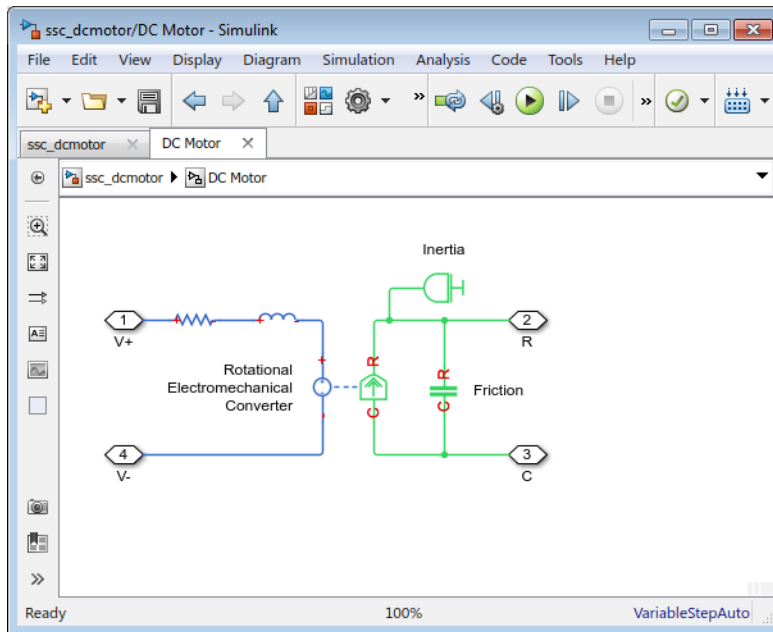 ssc_dcmotor/DC Motor - Simulink
File Edit View Display Diagram Simulation Analysis Code Tools Help
ssc_dcmotor DC Motor
ssc_dcmotor DC Motor
Inertia
1
V+
+ - + -
2
R
Rotational
Electromechanical
Converter
+
-
R
C
R
C
Friction
4
V-
3
C
Ready 100% VariableStepAuto